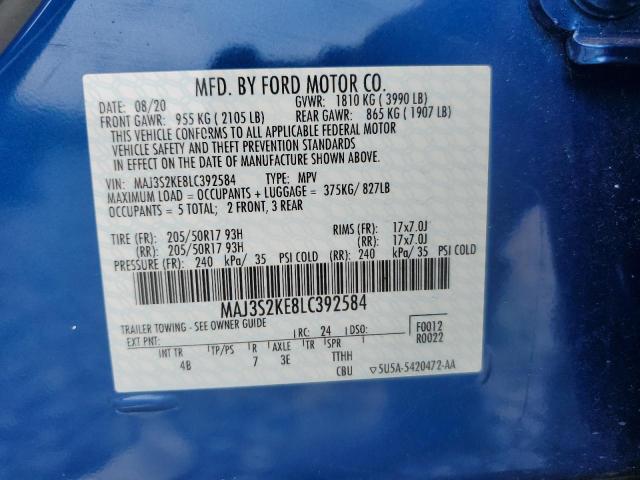 MFD. BY FORD MOTOR CO.
DATE: 08/20 GVWR: 1810 KG ( 3990 LB)
FRONT GAWR: 955 KG ( 2105 LB) REAR GAWR: 865 KG ( 1907 LB)
THIS VEHICLE CONFORMS TO ALL APPLICABLE FEDERAL MOTOR
VEHICLE SAFETY AND THEFT PREVENTION STANDARDS
IN EFFECT ON THE DATE OF MANUFACTURE SHOWN ABOVE.
VIN: MAJ3S2KE8LC392584 TYPE: MPV
MAXIMUM LOAD = OCCUPANTS + LUGGAGE = 375KG/ 827LB
OCCUPANTS = 5 TOTAL; 2 FRONT, 3 REAR
TIRE (FR): 205/50R17 93H RIMS (FR): 17x7.0J
(RR): 205/50R17 93H (RR): 17x7.0J
PRESSURE (FR): 240 kPa/ 35 PSI COLD (RR): 240 kPa/ 35 PSI COLD
MAJ3S2KE8LC392584
TRAILER TOWING - SEE OWNER GUIDE F0012
EXT PNT: RC: 24 DSO: R0022
INT TR TP/PS R AXLE TR SPR
4B 7 3E TTHH
CBU ▽5U5A-5420472-AA